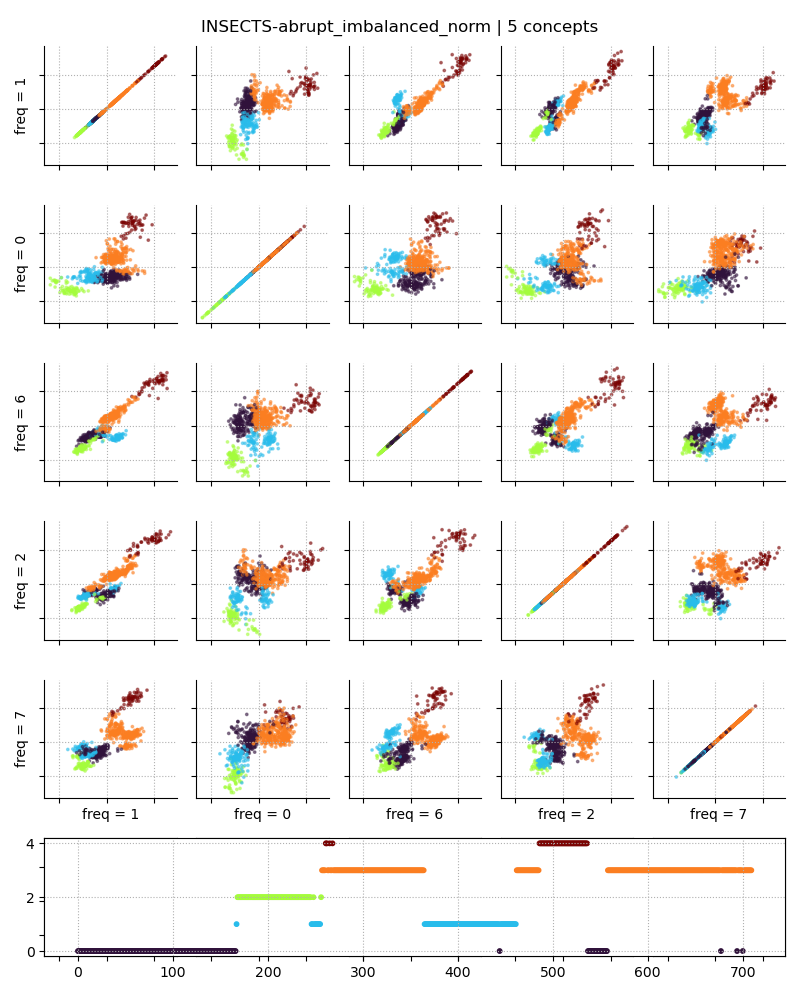 INSECTS-abrupt_imbalanced_norm | 5 concepts
freq = 1
freq = 0
freq = 6
freq = 2
freq = 7
freq = 1 freq = 0 freq = 6 freq = 2 freq = 7
4
2
0
0 100 200 300 400 500 600 700